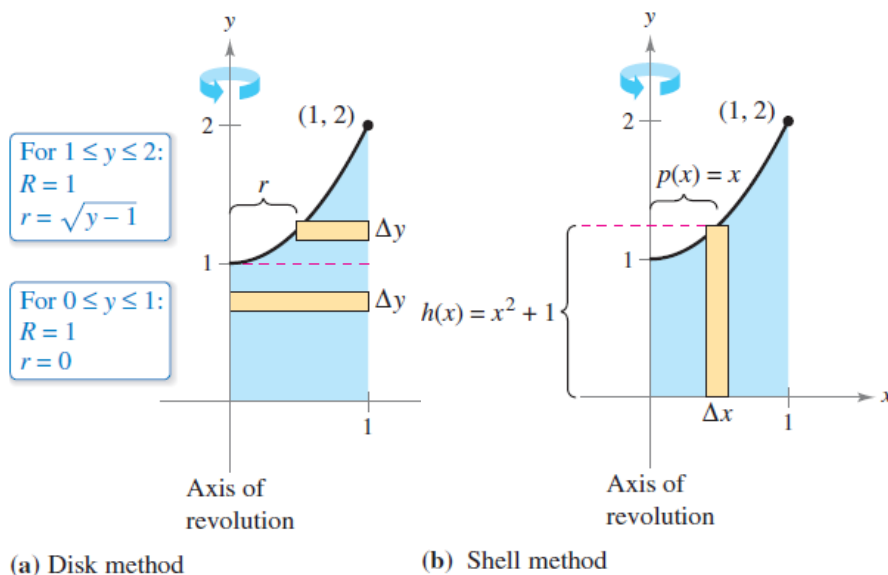 y
(1, 2)
2
For 1 ≤ y ≤ 2:
R = 1
r = √(y − 1)
r
Δy
1
For 0 ≤ y ≤ 1:
R = 1
r = 0
Δy
1
Axis of
revolution
(a) Disk method
y
(1, 2)
2
p(x) = x
1
h(x) = x² + 1
x
Δx
1
Axis of
revolution
(b) Shell method